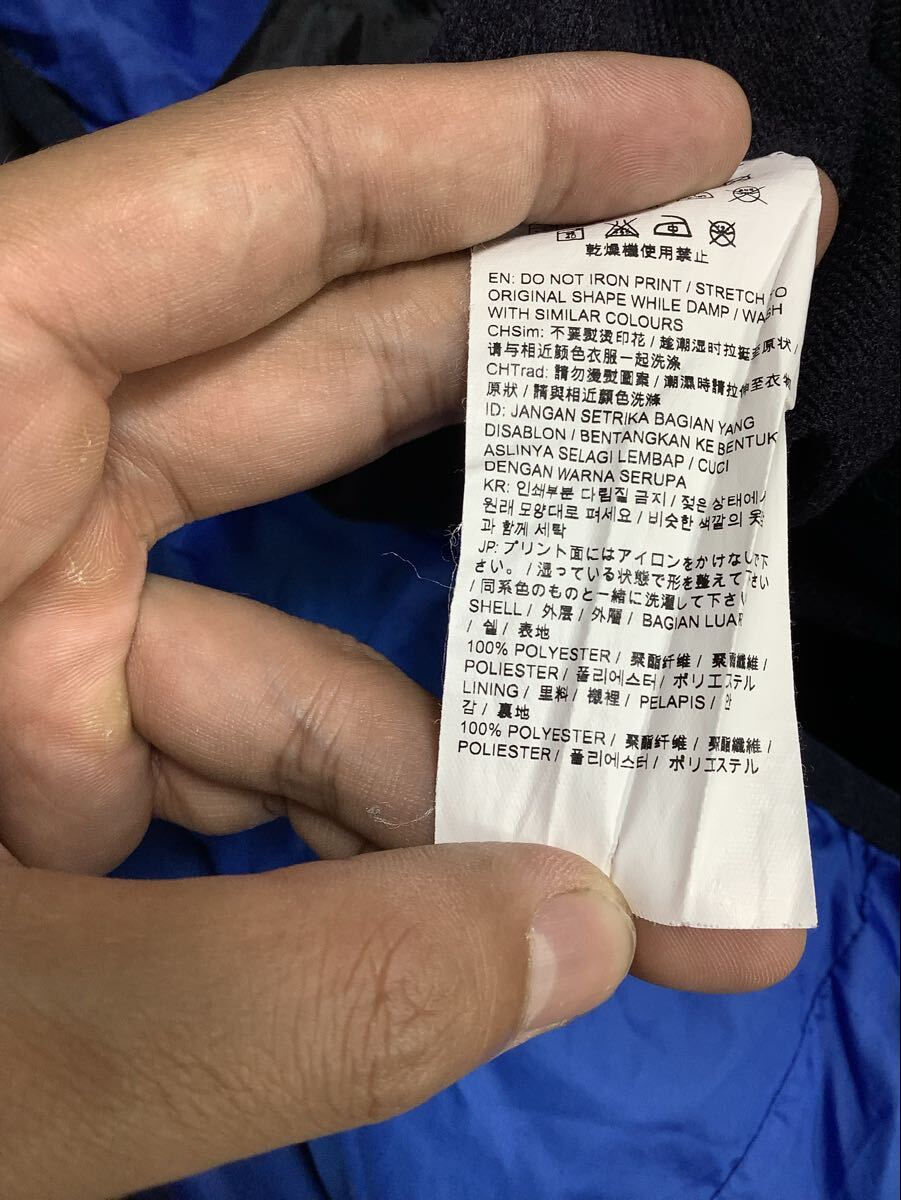 乾燥機使用禁止
EN: DO NOT IRON PRINT / STRETCH TO
ORIGINAL SHAPE WHILE DAMP / WASH
WITH SIMILAR COLOURS
CHSim: 不要熨烫印花 / 趁潮湿时拉挺至原状 /
请与相近颜色衣服一起洗涤
CHTrad: 請勿燙熨圖案 / 潮濕時請拉伸至衣物
原狀 / 請與相近顏色洗滌
ID: JANGAN SETRIKA BAGIAN YANG
DISABLON / BENTANGKAN KE BENTUK
ASLINYA SELAGI LEMBAP / CUCI
DENGAN WARNA SERUPA
KR: 인쇄부분 다림질 금지 / 젖은 상태에서
원래 모양대로 펴세요 / 비슷한 색깔의 옷
과 함께 세탁
JP: プリント面にはアイロンをかけないで下
さい。 / 湿っている状態で形を整えて下さい
/ 同系色のものと一緒に洗濯して下さい
SHELL / 外层 / 外層 / BAGIAN LUAR
/ 쉘 / 表地
100% POLYESTER / 聚酯纤维 / 聚酯纖維 /
POLIESTER / 폴리에스터 / ポリエステル
LINING / 里料 / 襯裡 / PELAPIS / 안
감 / 裏地
100% POLYESTER / 聚酯纤维 / 聚酯纖維 /
POLIESTER / 폴리에스터 / ポリエステル